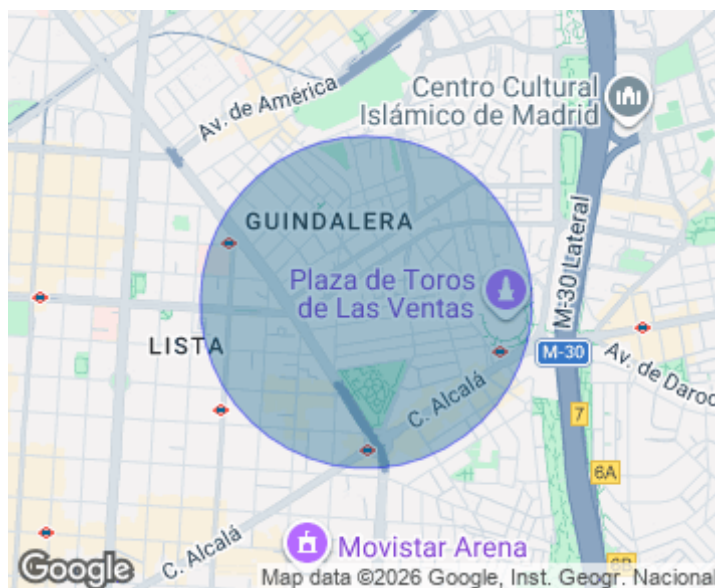 Centro Cultural
Islámico de Madrid
Av. de América
GUINDALERA
Plaza de Toros
de Las Ventas
M-30 Lateral
LISTA
M-30
Av. de Daroc
C. Alcalá
7
6A
C. Alcalá
Movistar Arena
6B
Google
Map data ©2026 Google, Inst. Geogr. Nacional